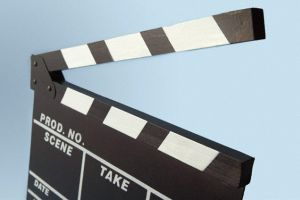 PROD. NO.
SCENE
TAKE
DATE